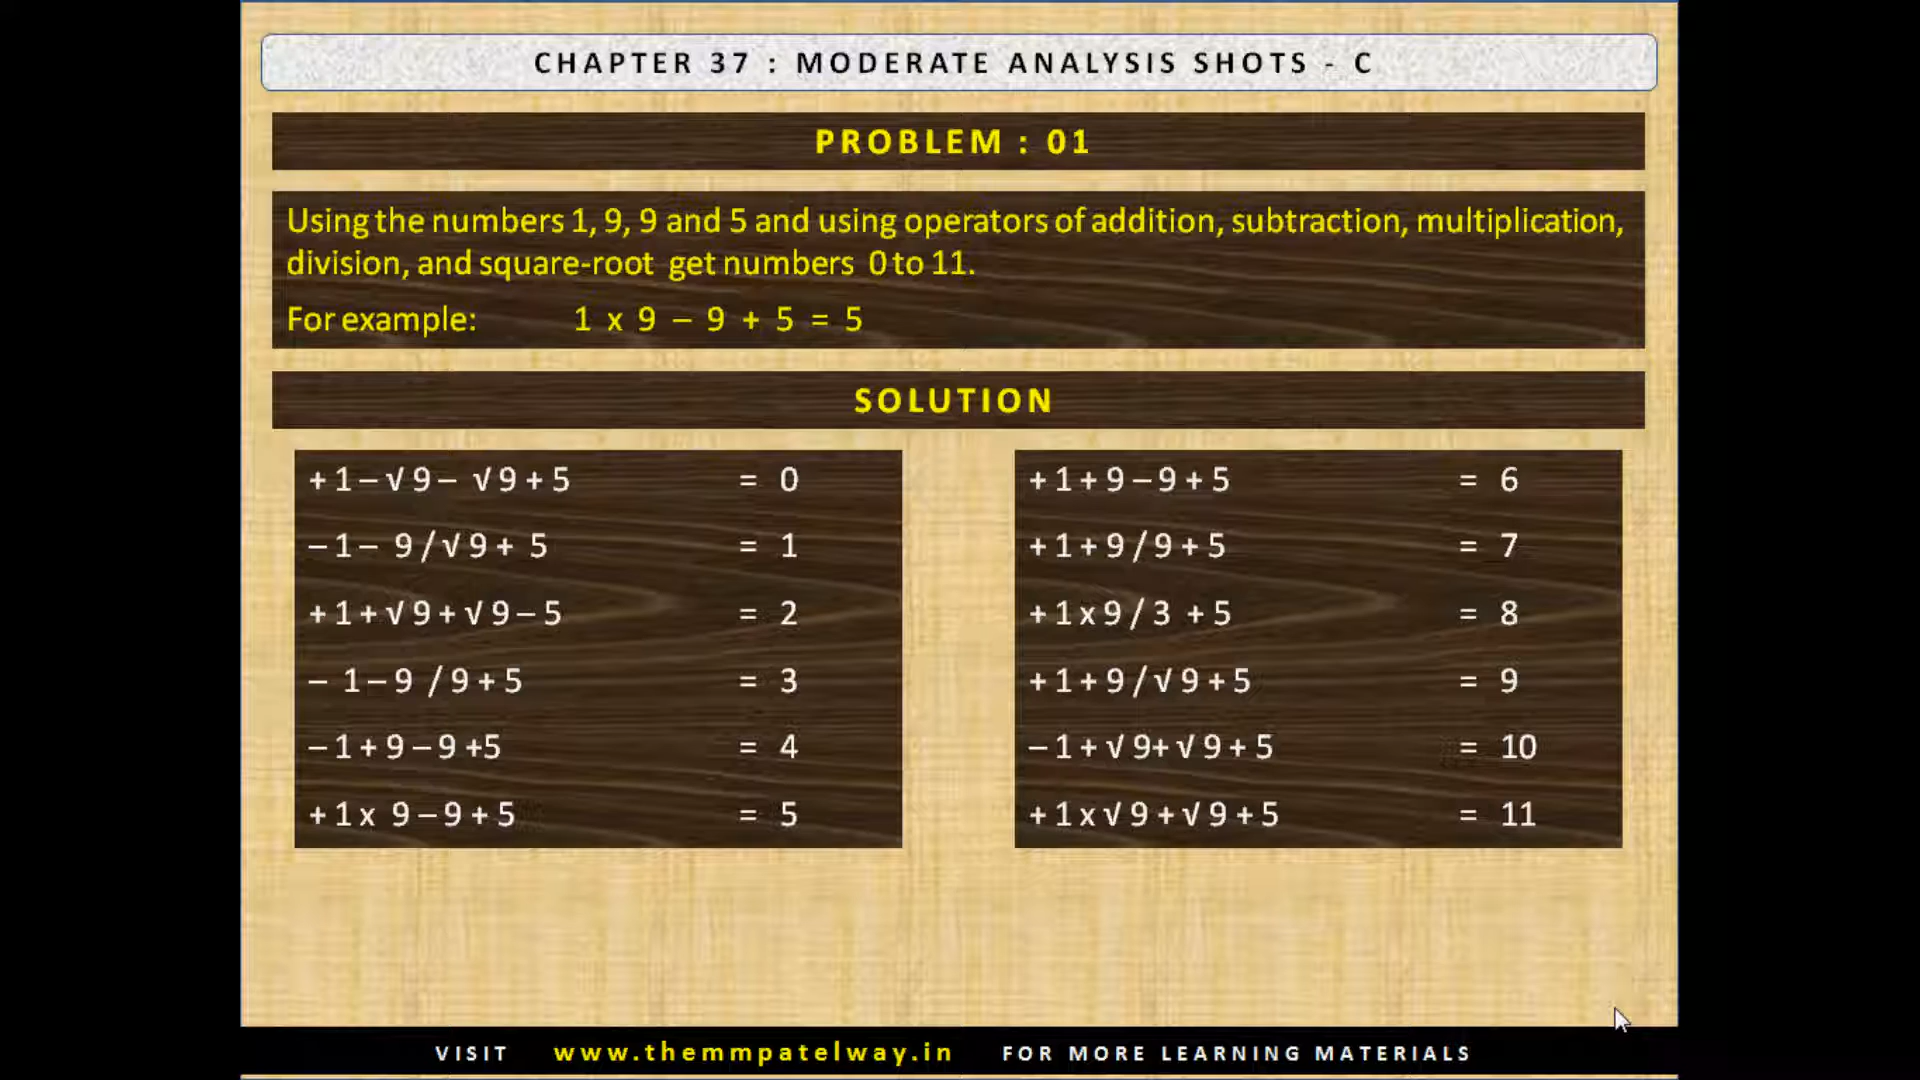 CHAPTER 37 : MODERATE ANALYSIS SHOTS - C
PROBLEM : 01
Using the numbers 1, 9, 9 and 5 and using operators of addition, subtraction, multiplication,
division, and square-root get numbers 0 to 11.
For example: 1 x 9 – 9 + 5 = 5
SOLUTION
+ 1 – √ 9 – √ 9 + 5 = 0
– 1 – 9 / √ 9 + 5 = 1
+ 1 + √ 9 + √ 9 – 5 = 2
– 1 – 9 / 9 + 5 = 3
– 1 + 9 – 9 +5 = 4
+ 1 x 9 – 9 + 5 = 5
+ 1 + 9 – 9 + 5 = 6
+ 1 + 9 / 9 + 5 = 7
+ 1 x 9 / 3 + 5 = 8
+ 1 + 9 / √ 9 + 5 = 9
– 1 + √ 9+ √ 9 + 5 = 10
+ 1 x √ 9 + √ 9 + 5 = 11
VISIT www.themmpatelway.in FOR MORE LEARNING MATERIALS